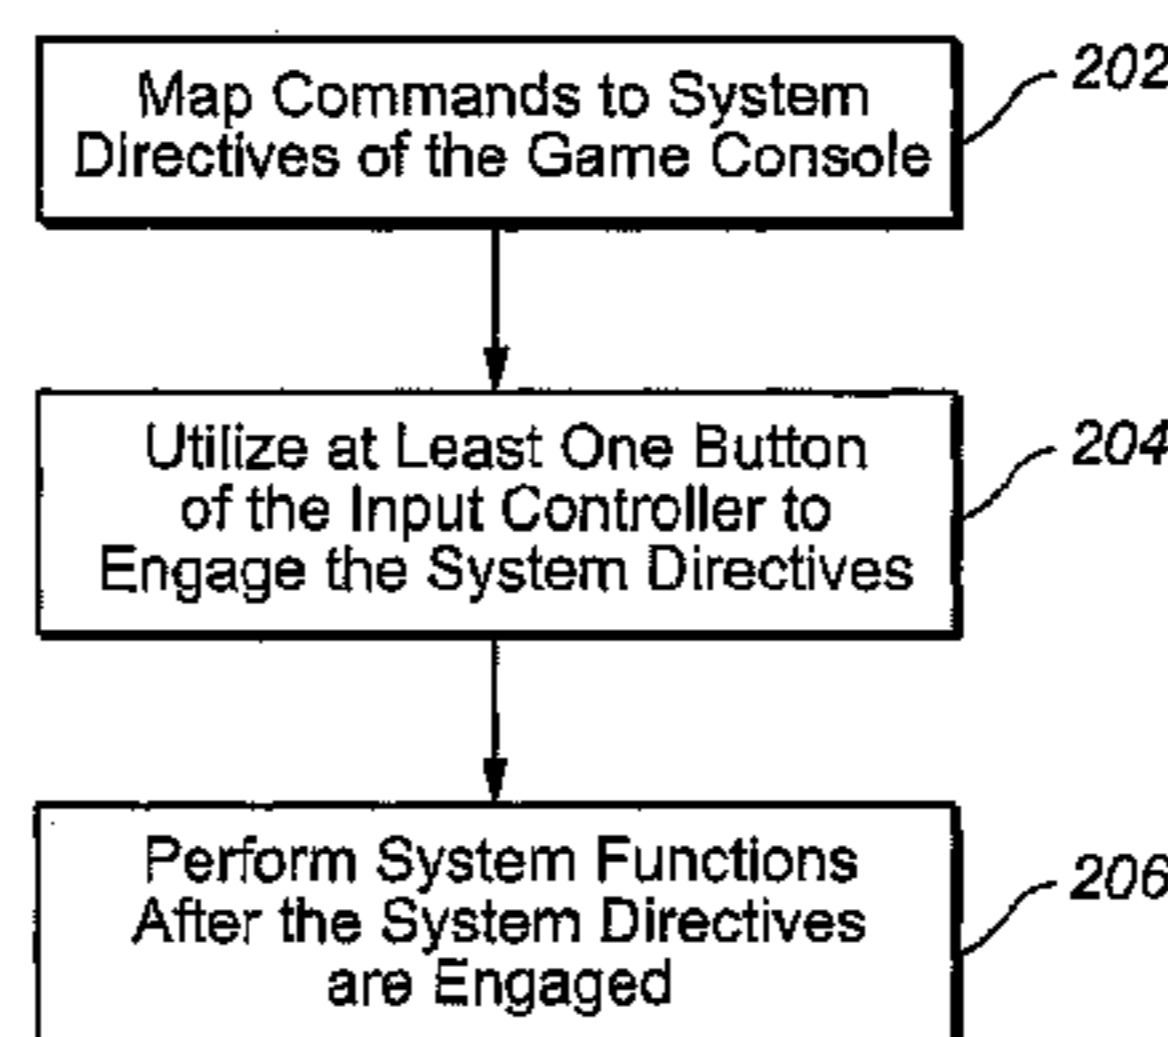 Map Commands to System
Directives of the Game Console
202
Utilize at Least One Button
of the Input Controller to
Engage the System Directives
204
Perform System Functions
After the System Directives
are Engaged
206